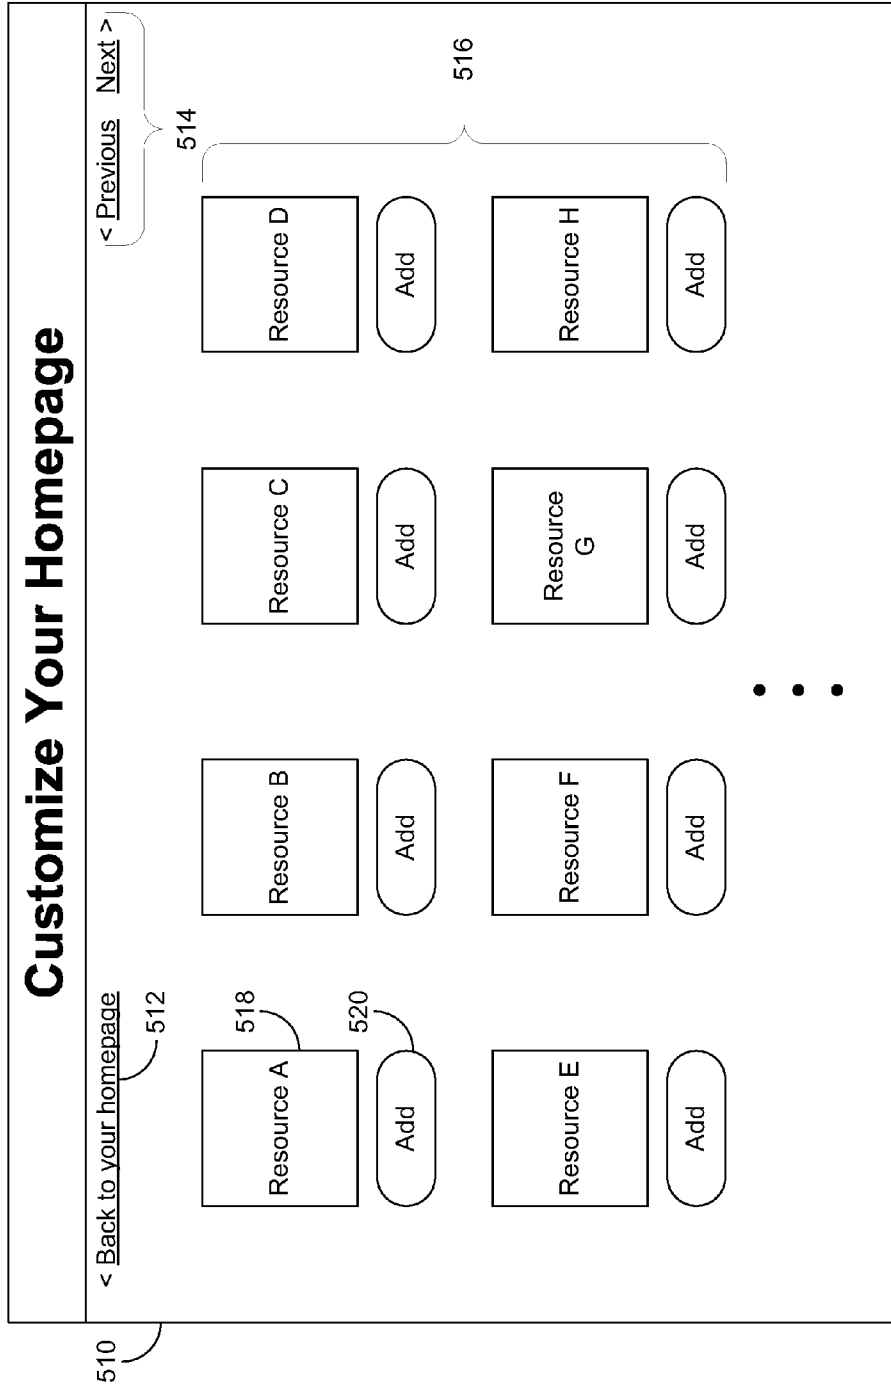 Customize Your Homepage
< Back to your homepage
< Previous Next >
510
512
514
516
518
520
Resource A
Resource B
Resource C
Resource D
Add
Add
Add
Add
Resource E
Resource F
Resource
G
Resource H
Add
Add
Add
Add